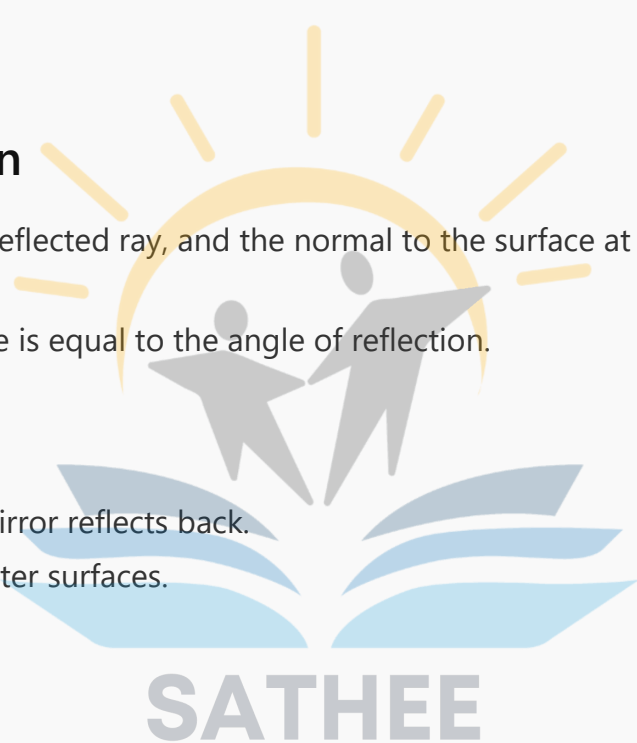 n
eflected ray, and the normal to the surface at
e is equal to the angle of reflection.
irror reflects back.
ter surfaces.
SATHEE